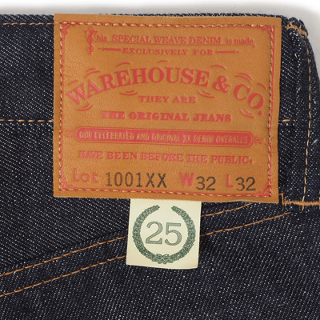 This SPECIAL WEAVE DENIM is made
EXCLUSIVELY FOR
WAREHOUSE & CO.
THEY ARE
THE ORIGINAL JEANS
OUR CELEBRATED AND ORIGINAL XX DENIM OVERALLS
HAVE BEEN BEFORE THE PUBLIC.
Lot 1001XX W 32 L 32
25